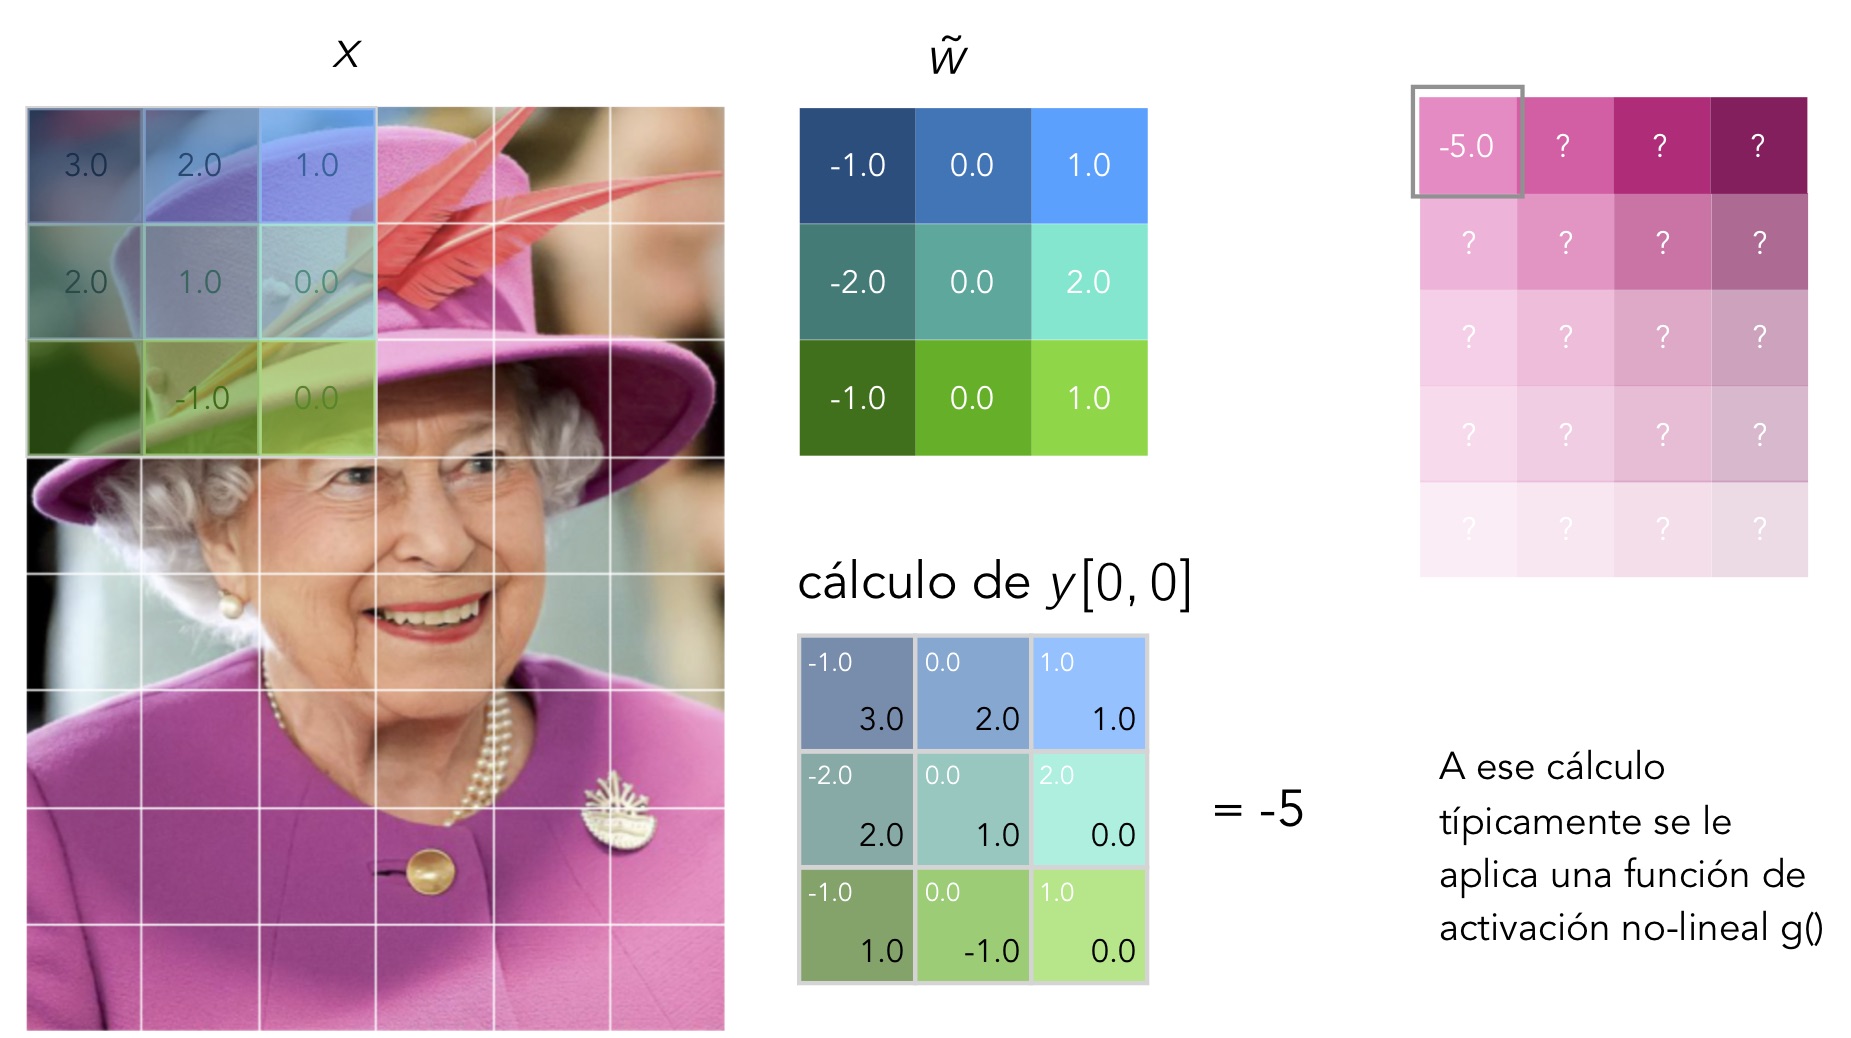 x
w̃
3.0 2.0 1.0
2.0 1.0 0.0
-1.0 0.0
-1.0 0.0 1.0
-2.0 0.0 2.0
-1.0 0.0 1.0
-5.0 ? ? ?
? ? ? ?
? ? ? ?
? ? ? ?
? ? ? ?
cálculo de y[0, 0]
-1.0 0.0 1.0
3.0 2.0 1.0
-2.0 0.0 2.0
2.0 1.0 0.0
-1.0 0.0 1.0
1.0 -1.0 0.0
= -5
A ese cálculo
típicamente se le
aplica una función de
activación no-lineal g()